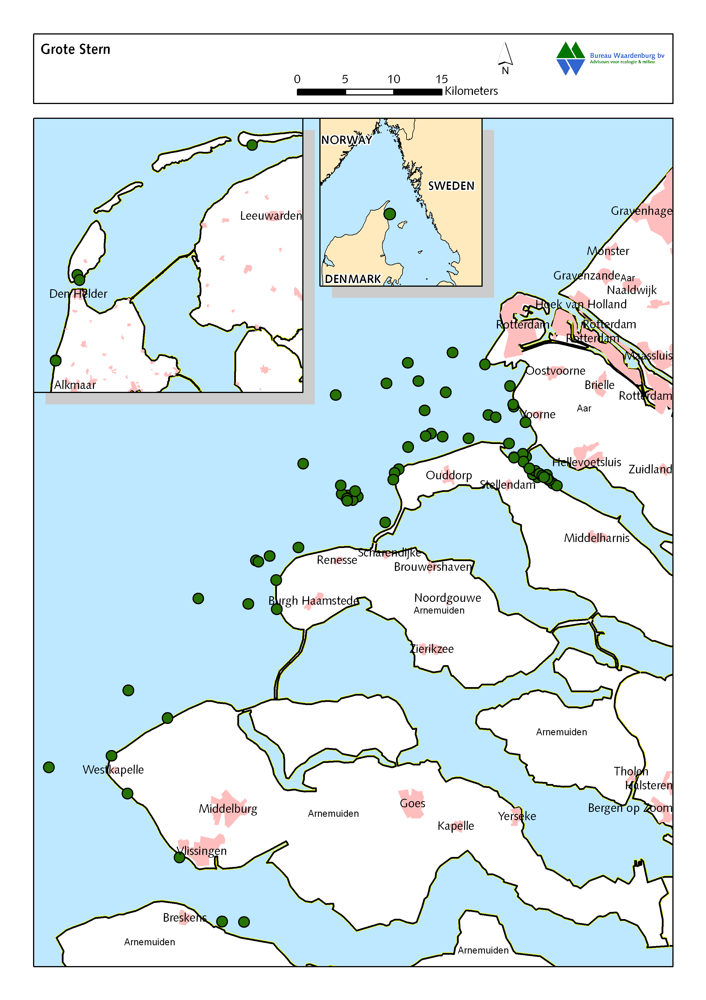 Grote Stern
N
Bureau Waardenburg bv
Adviseurs voor ecologie & milieu
0 5 10 15
Kilometers
NORWAY
SWEDEN
DENMARK
Leeuwarden
Den Helder
Alkmaar
Gravenhage
Monster
Gravenzande
Aar
Naaldwijk
Hoek van Holland
Rotterdam
Rotterdam
Rotterdam
Maassluis
Oostvoorne
Brielle
Rotterdam
Aar
Voorne
Hellevoetsluis
Zuidland
Ouddorp
Stellendam
Middelharnis
Scharendijke
Renesse
Brouwershaven
Burgh Haamstede
Noordgouwe
Arnemuiden
Zierikzee
Arnemuiden
Westkapelle
Tholen
Halsteren
Middelburg
Goes
Bergen op Zoom
Arnemuiden
Yerseke
Kapelle
Vlissingen
Breskens
Arnemuiden
Arnemuiden